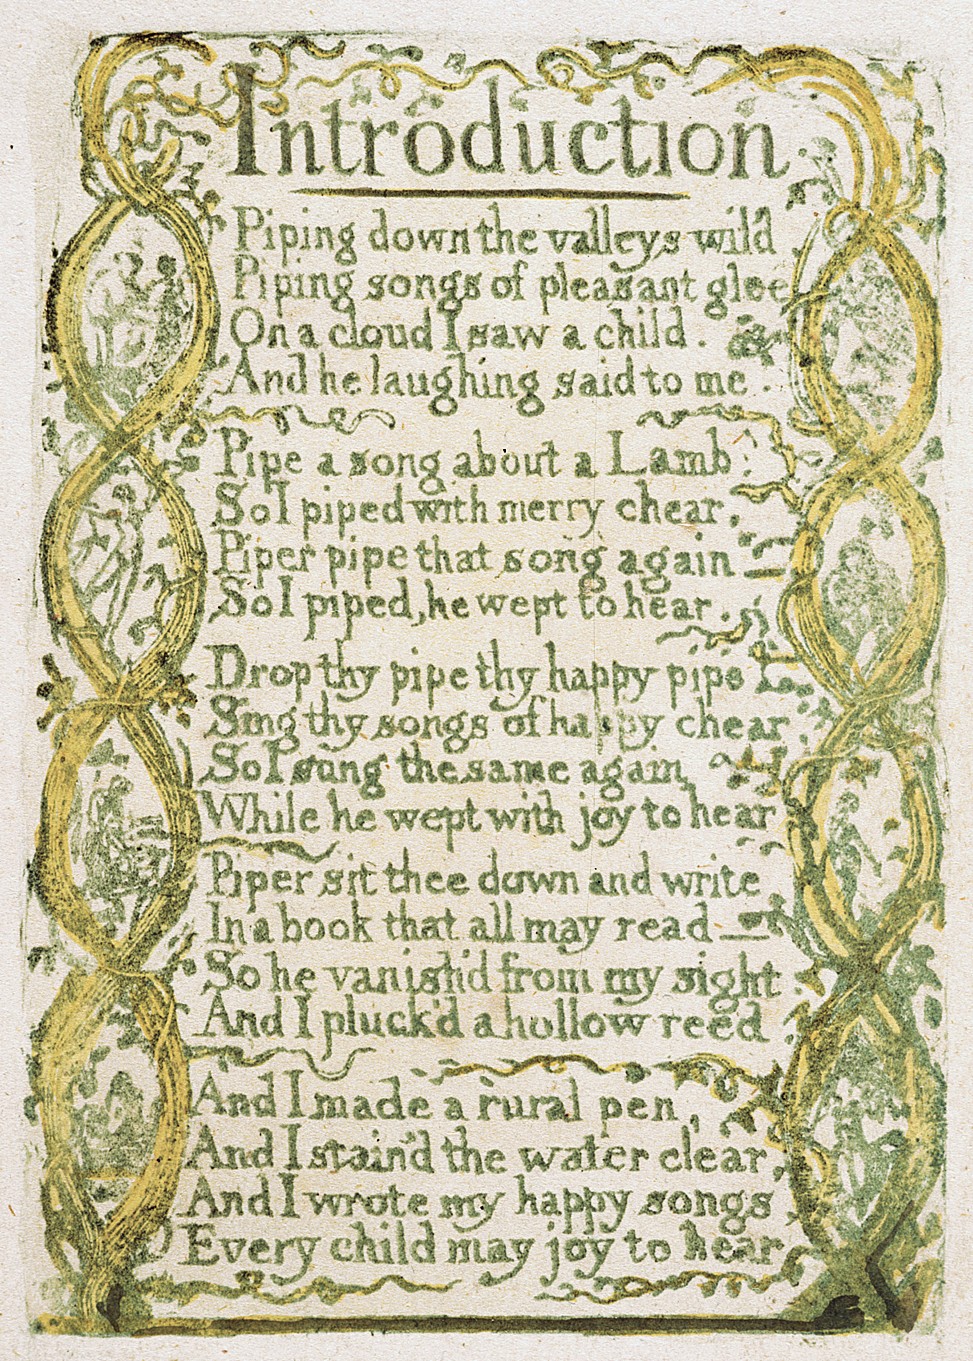 Introduction
Piping down the valleys wild
Piping songs of pleasant glee
On a cloud I saw a child.
And he laughing said to me.
Pipe a song about a Lamb:
So I piped with merry chear,
Piper pipe that song again—
So I piped, he wept to hear.
Drop thy pipe thy happy pipe
Sing thy songs of happy chear
So I sung the same again
While he wept with joy to hear
Piper sit thee down and write
In a book that all may read—
So he vanish'd from my sight
And I pluck'd a hollow reed
And I made a rural pen,
And I stain'd the water clear,
And I wrote my happy songs
Every child may joy to hear